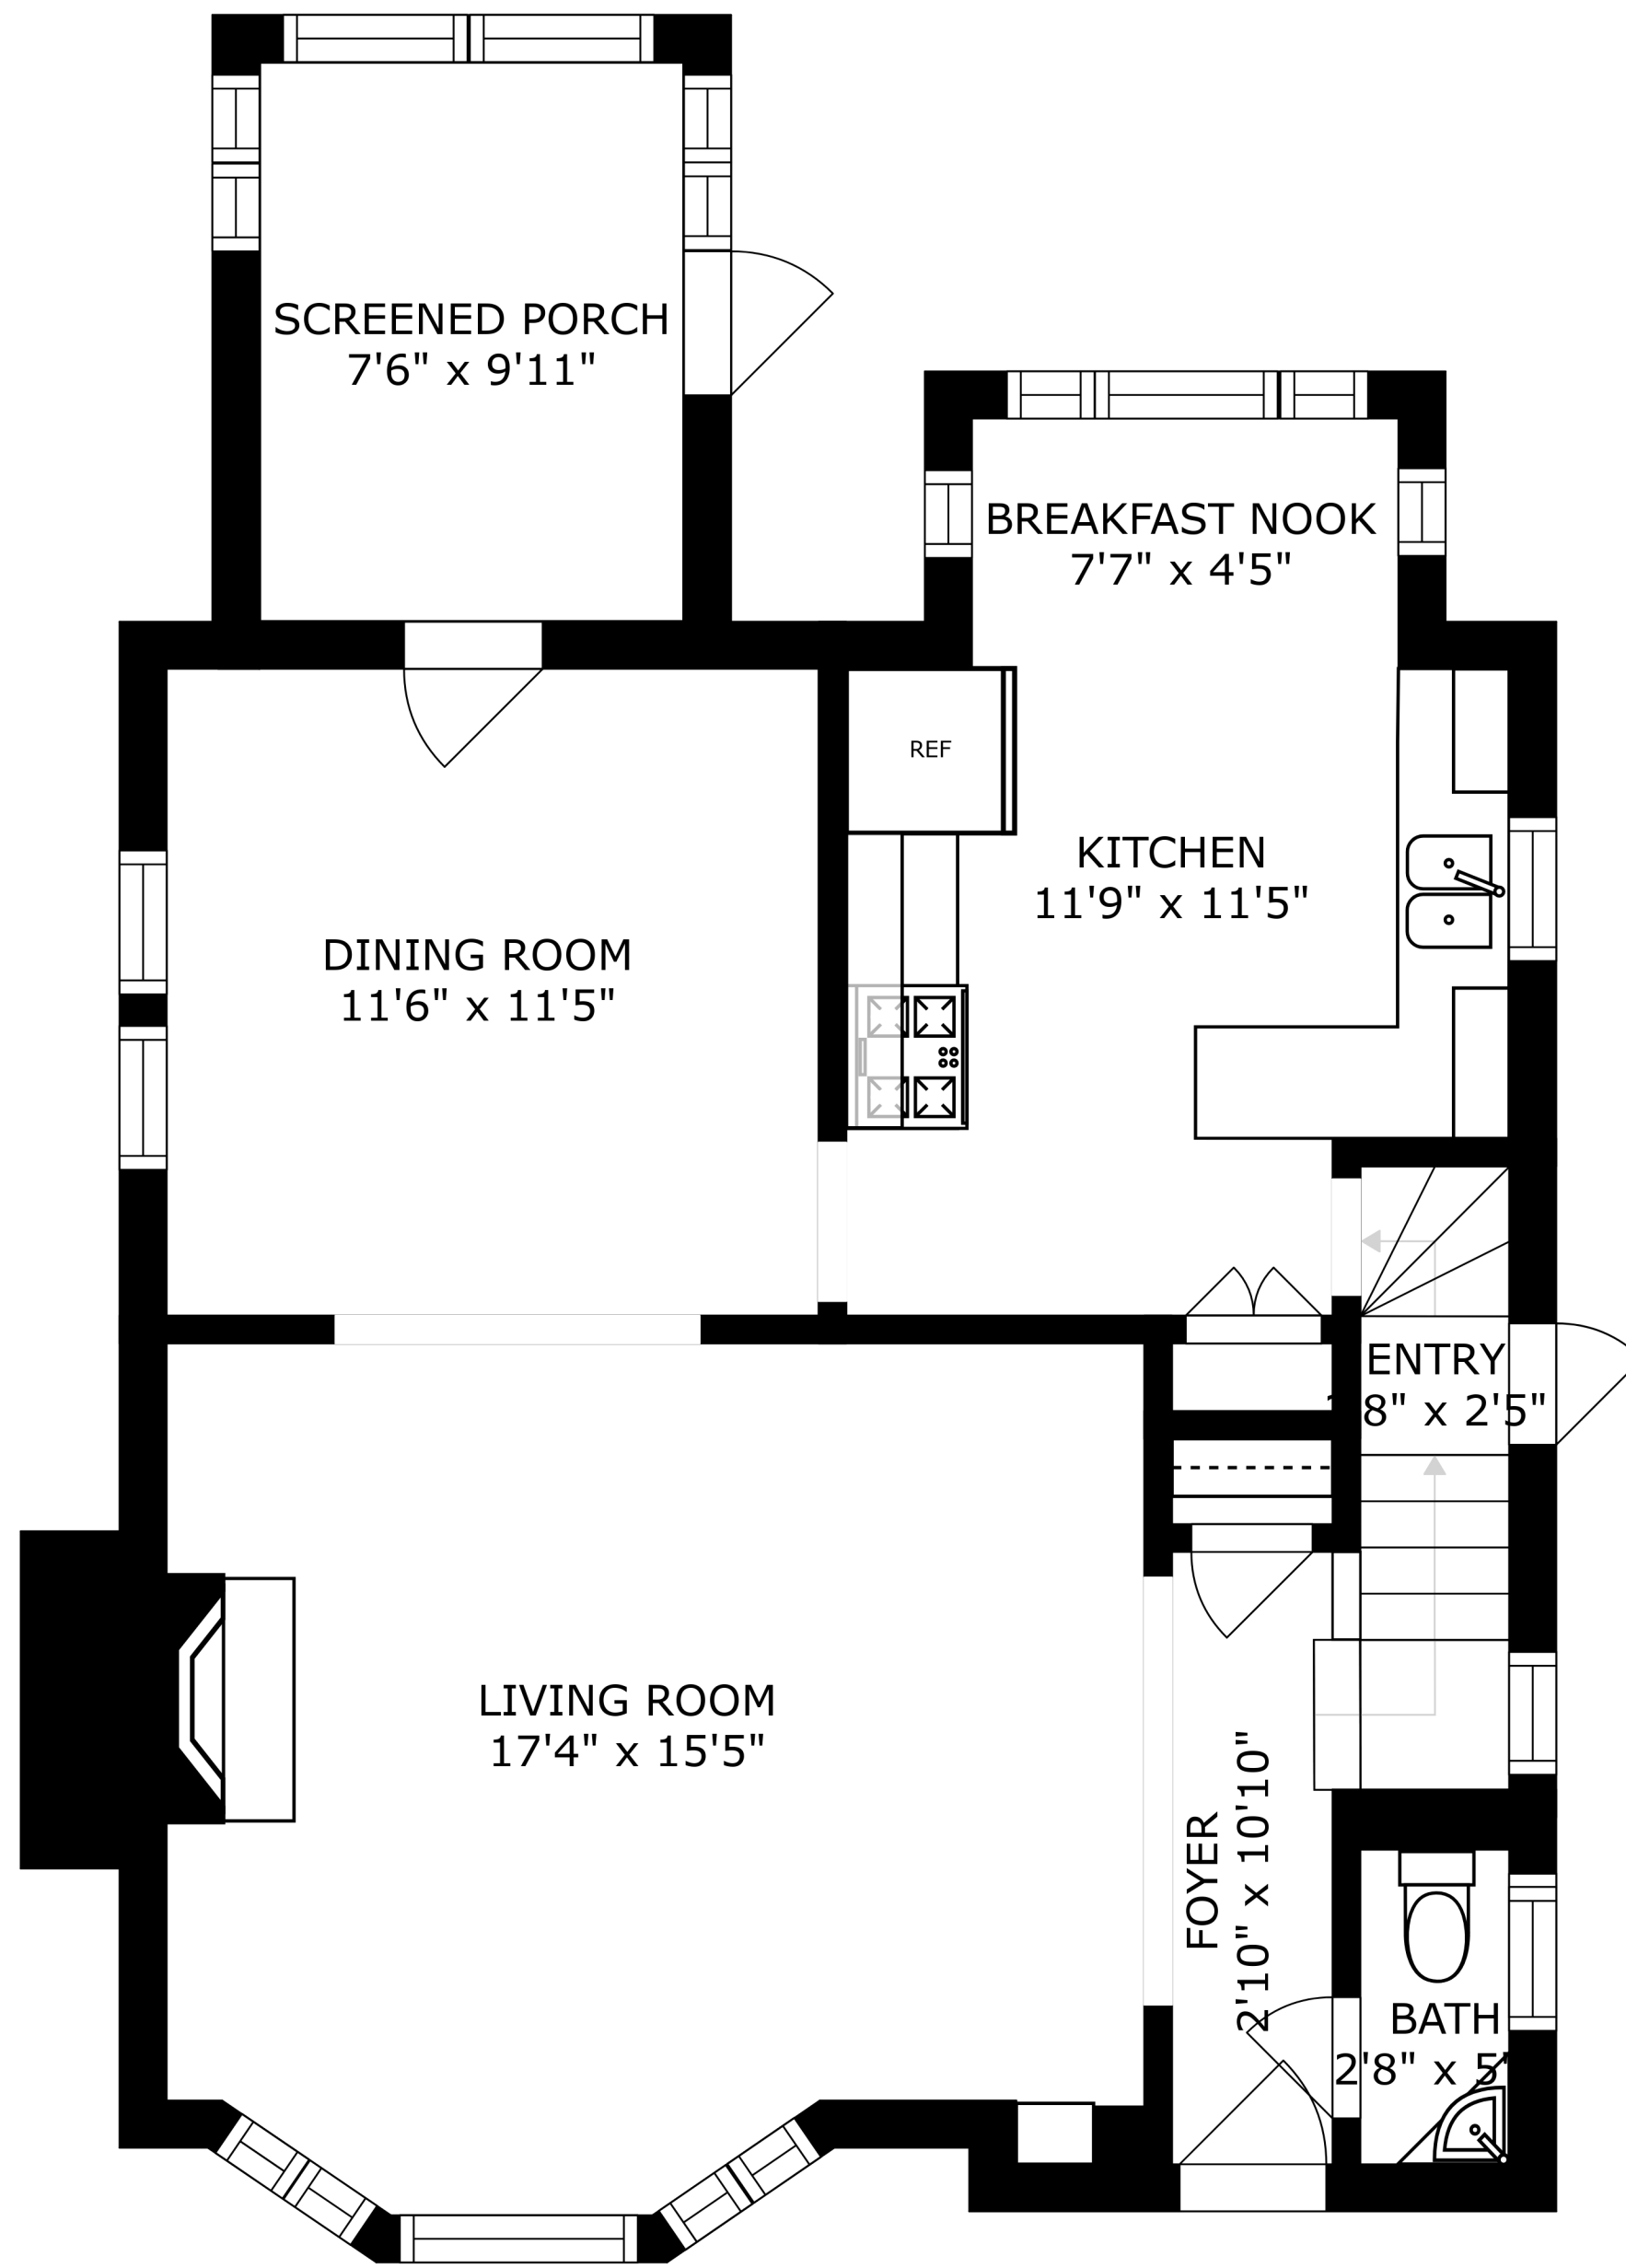 SCREENED PORCH
7'6" x 9'11"
BREAKFAST NOOK
7'7" x 4'5"
REF
KITCHEN
11'9" x 11'5"
DINING ROOM
11'6" x 11'5"
ENTRY
8" x 2'5"
LIVING ROOM
17'4" x 15'5"
FOYER
2'10" x 10'10"
BATH
2'8" x 5'